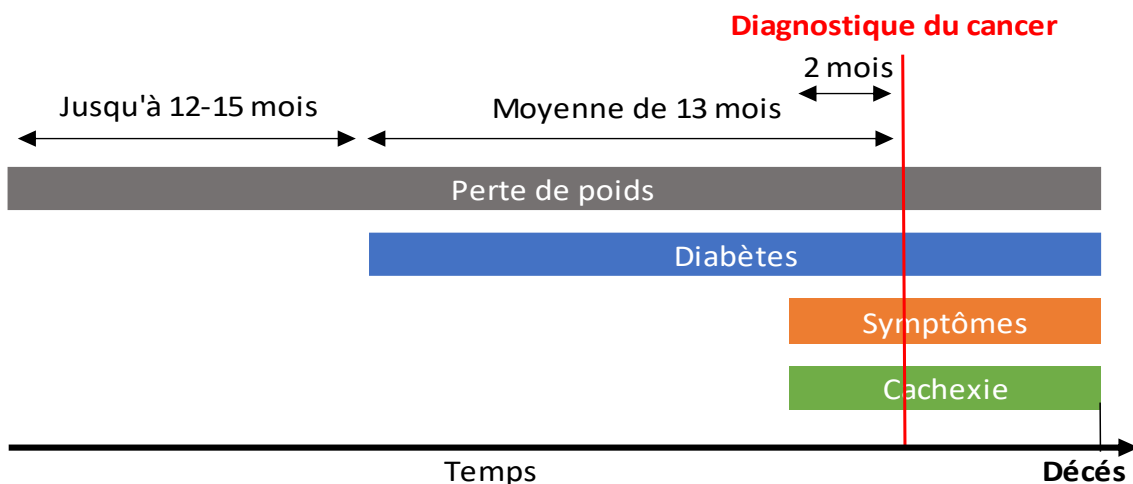 Diagnostique du cancer
2 mois
Jusqu'à 12-15 mois
Moyenne de 13 mois
Perte de poids
Diabètes
Symptômes
Cachexie
Temps
Décés